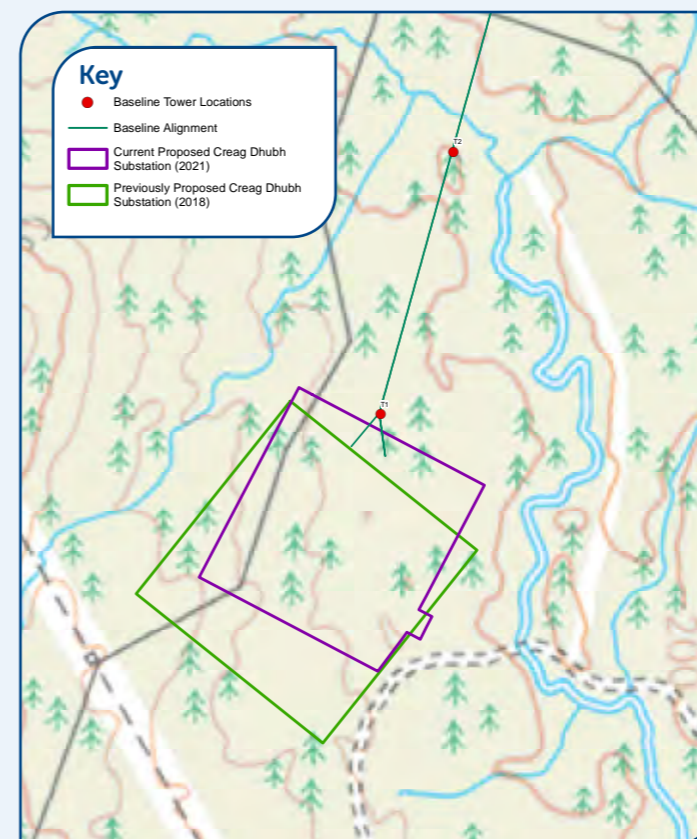 Key
Baseline Tower Locations
Baseline Alignment
Current Proposed Creag Dhubh
Substation (2021)
Previously Proposed Creag Dhubh
Substation (2018)
T2
T1